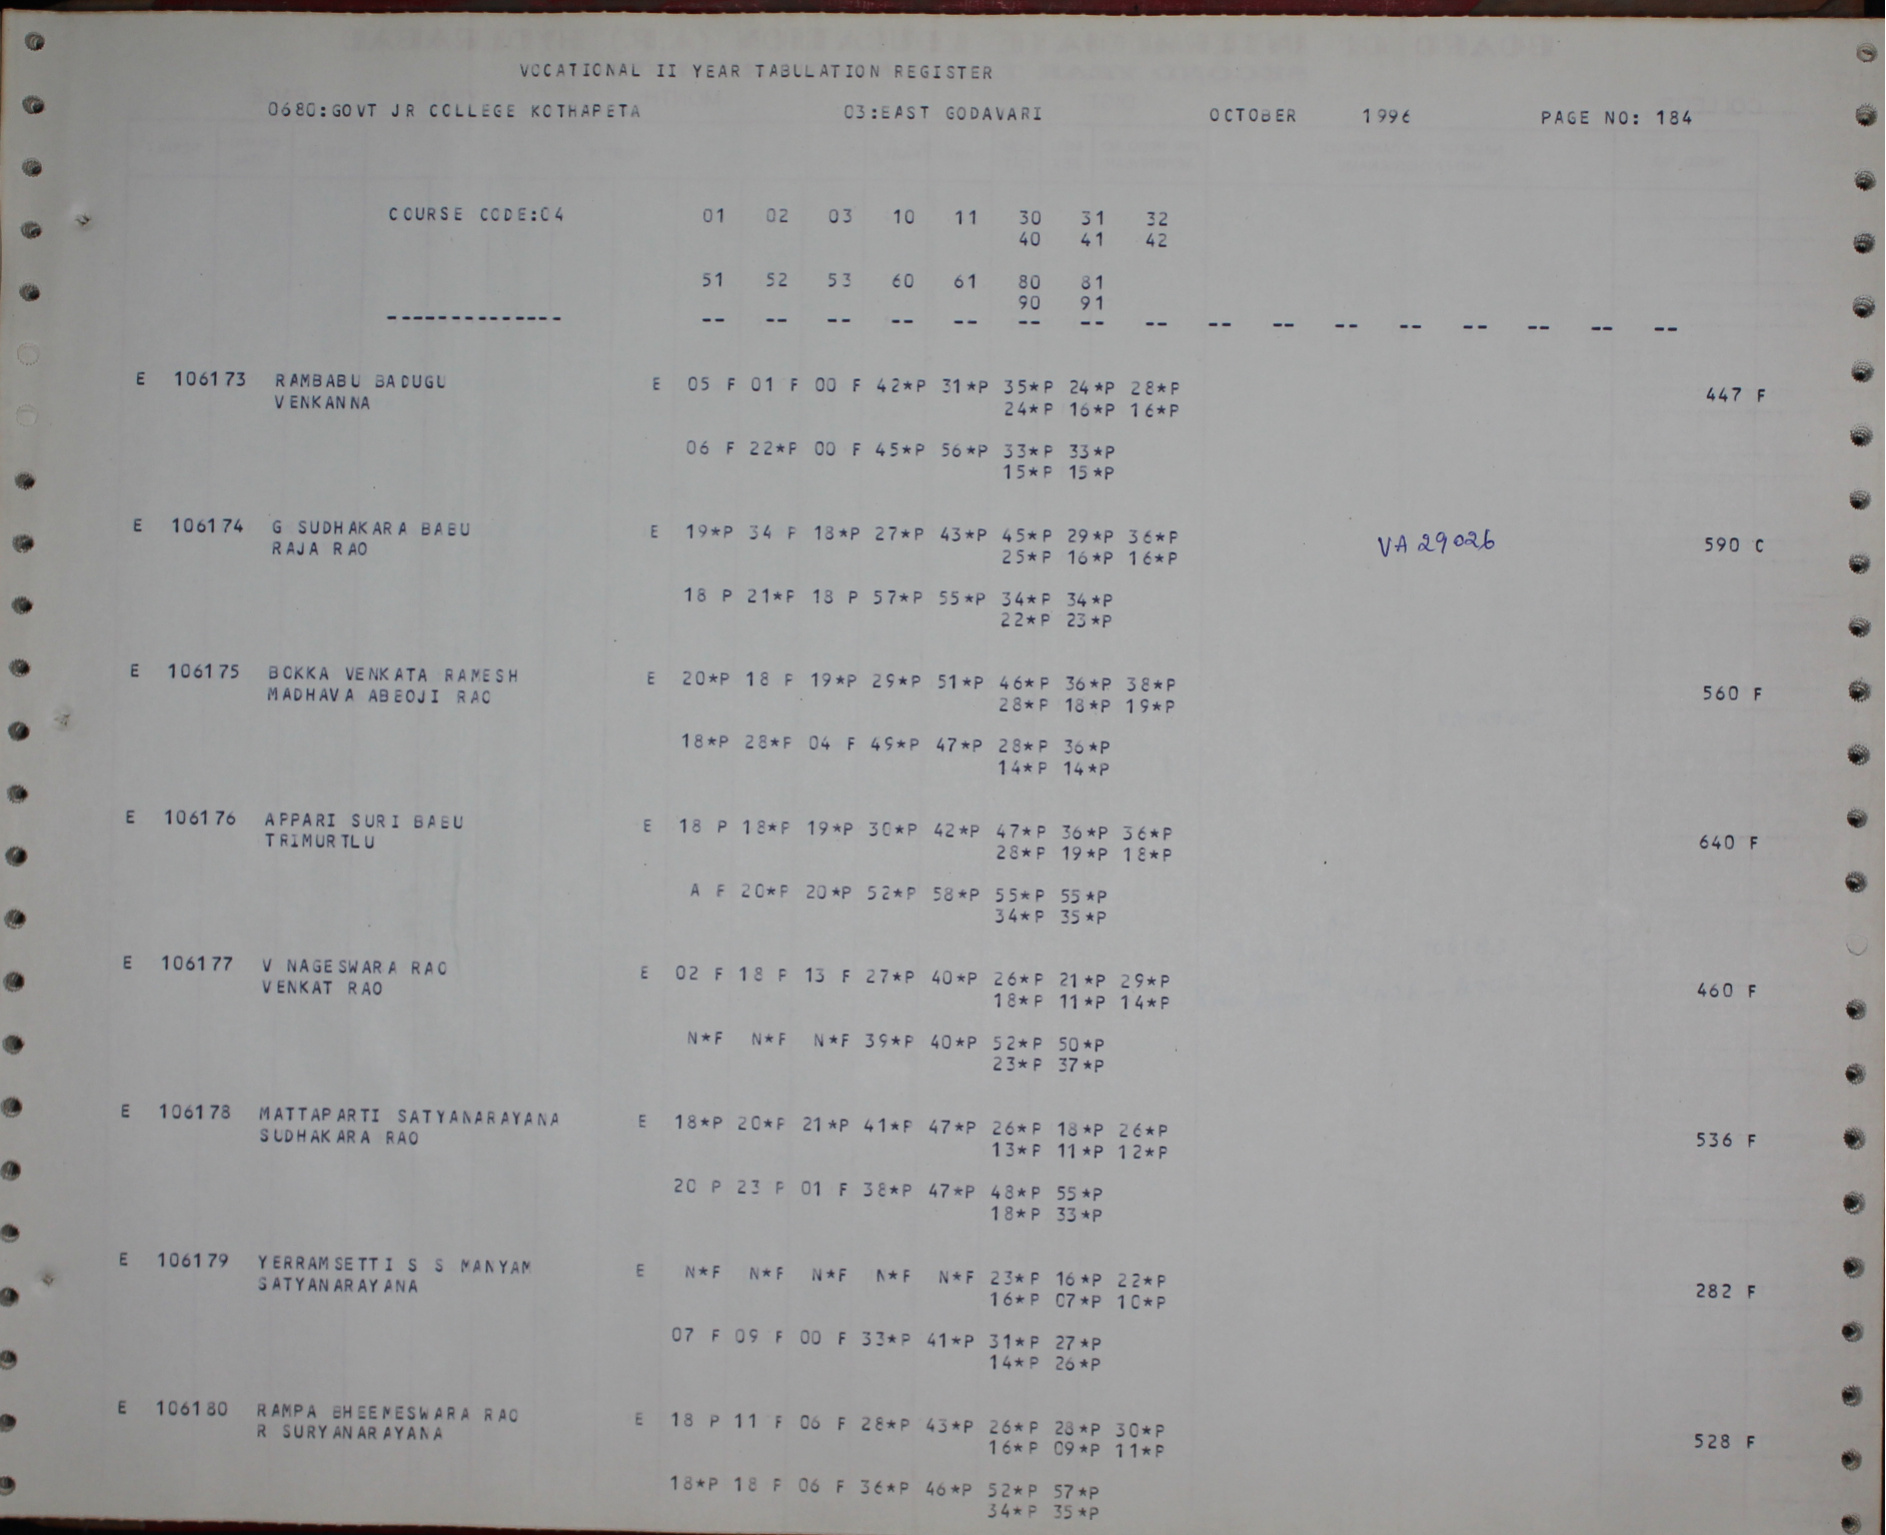 VOCATIONAL II YEAR TABULATION REGISTER
0680:GOVT JR COLLEGE KOTHAPETA 03:EAST GODAVARI OCTOBER 1996 PAGE NO: 184
COURSE CODE:04 01 02 03 10 11 30 31 32
40 41 42
51 52 53 60 61 80 81
90 91
-------------- -- -- -- -- -- -- -- -- -- -- -- -- -- -- -- --
E 106173 RAMBABU BADUGU E 05 F 01 F 00 F 42*P 31*P 35*P 24*P 28*P
VENKANNA 24*P 16*P 16*P 447 F
06 F 22*P 00 F 45*P 56*P 33*P 33*P
15*P 15*P
E 106174 G SUDHAKARA BABU E 19*P 34 P 18*P 27*P 43*P 45*P 29*P 36*P
RAJA RAO 25*P 16*P 16*P VA 29026 590 C
18 P 21*P 18 P 57*P 55*P 34*P 34*P
22*P 23*P
E 106175 BOKKA VENKATA RAMESH E 20*P 18 P 19*P 29*P 51*P 46*P 36*P 38*P
MADHAVA ABEOJI RAO 28*P 18*P 19*P 560 F
18*P 28*P 04 F 49*P 47*P 28*P 36*P
14*P 14*P
E 106176 APPARI SURI BABU E 18 P 18*P 19*P 30*P 42*P 47*P 36*P 36*P
TRIMURTLU 28*P 19*P 18*P 640 F
A F 20*P 20*P 52*P 58*P 55*P 55*P
34*P 35*P
E 106177 V NAGESWARA RAO E 02 F 18 P 13 F 27*P 40*P 26*P 21*P 29*P
VENKAT RAO 18*P 11*P 14*P 460 F
N*F N*F N*F 39*P 40*P 52*P 50*P
23*P 37*P
E 106178 MATTAPARTI SATYANARAYANA E 18*P 20*P 21*P 41*P 47*P 26*P 18*P 26*P
SUDHAKARA RAO 13*P 11*P 12*P 536 F
20 P 23 P 01 F 38*P 47*P 48*P 55*P
18*P 33*P
E 106179 YERRAMSETTI S S MANYAM E N*F N*F N*F N*F N*F 23*P 16*P 22*P
SATYANARAYANA 16*P 07*P 10*P 282 F
07 F 09 F 00 F 33*P 41*P 31*P 27*P
14*P 26*P
E 106180 RAMPA BHEEMESWARA RAO E 18 P 11 F 06 F 28*P 43*P 26*P 28*P 30*P
R SURYANARAYANA 16*P 09*P 11*P 528 F
18*P 18 F 06 F 36*P 46*P 52*P 57*P
34*P 35*P